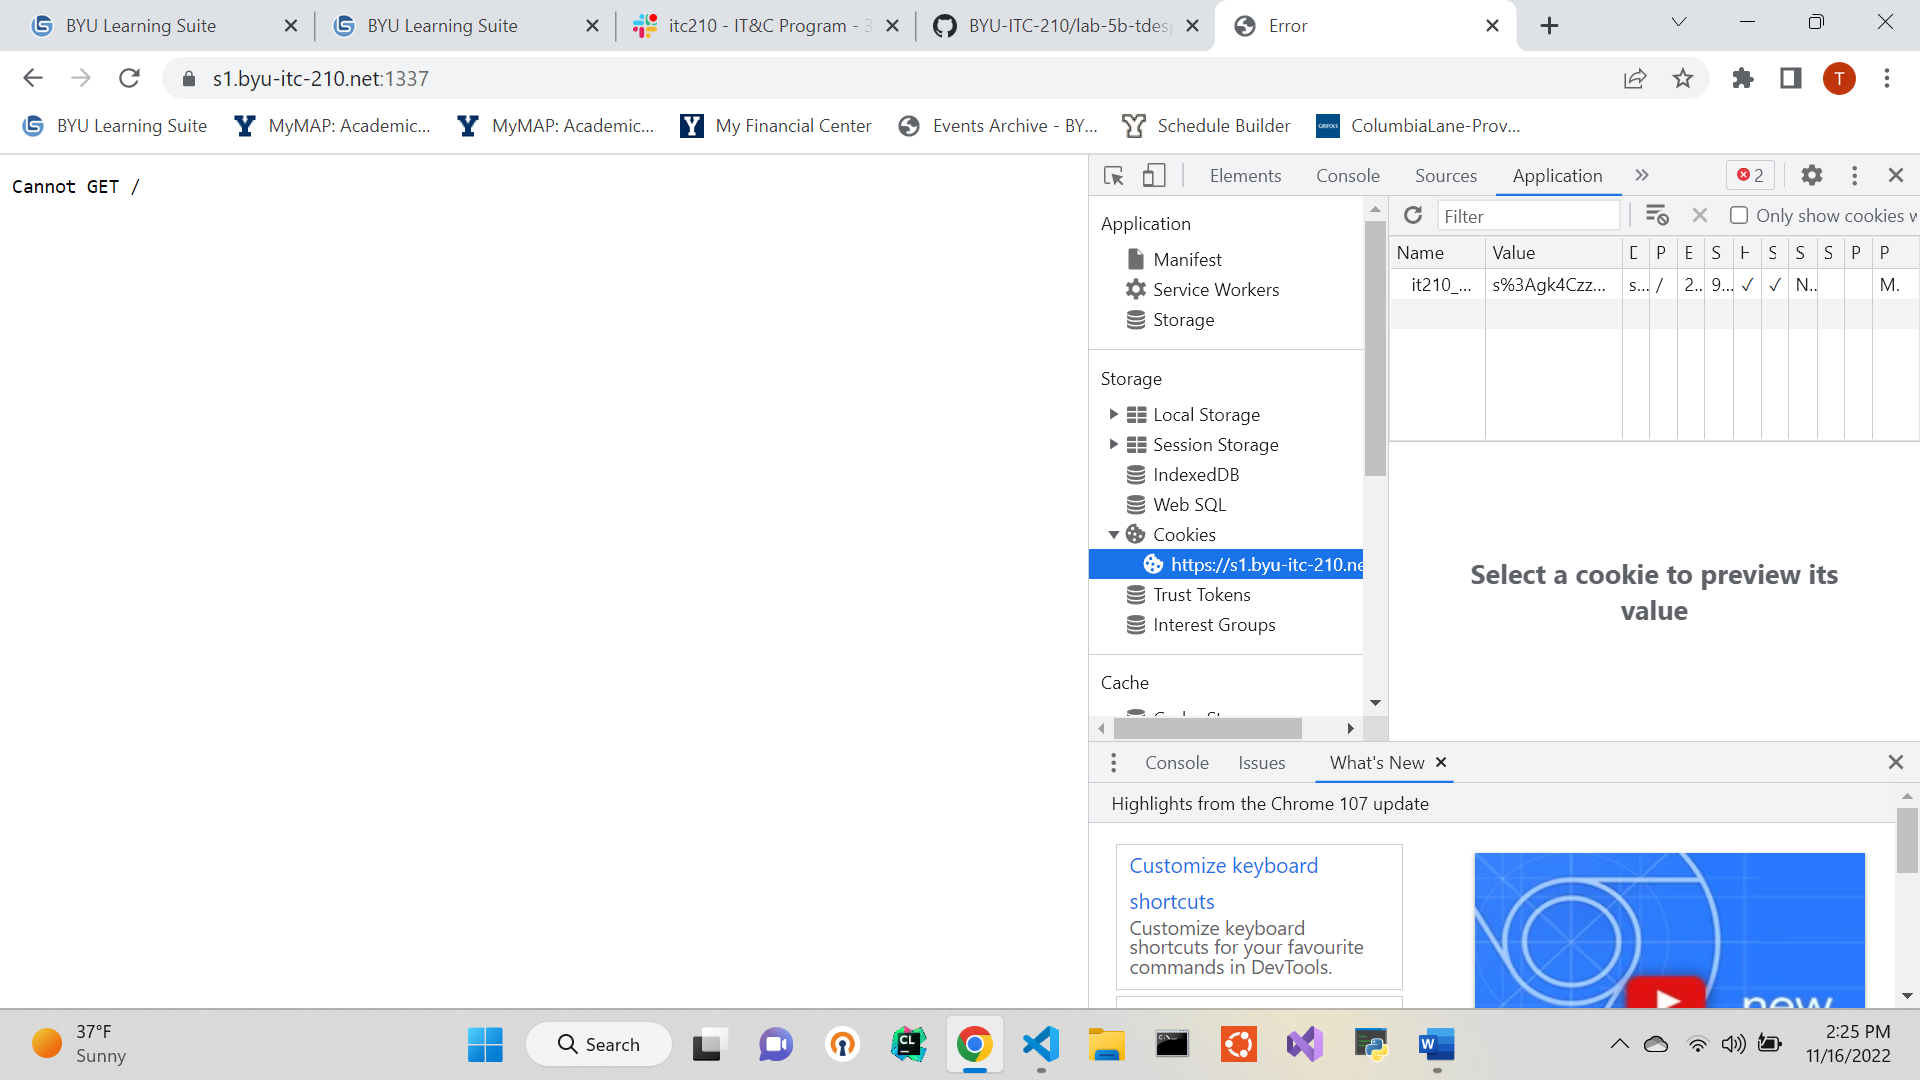 BYU Learning Suite
BYU Learning Suite
itc210 - IT&C Program - 3
BYU-ITC-210/lab-5b-tdesp
Error
s1.byu-itc-210.net:1337
T
BYU Learning Suite
MyMAP: Academic...
MyMAP: Academic...
My Financial Center
Events Archive - BY...
Schedule Builder
ColumbiaLane-Prov...
Cannot GET /
Elements
Console
Sources
Application
2
Application
Manifest
Service Workers
Storage
Storage
Local Storage
Session Storage
IndexedDB
Web SQL
Cookies
https://s1.byu-itc-210.ne
Trust Tokens
Interest Groups
Cache
Filter
Only show cookies w
Name Value D P E S H S S S P P
it210_... s%3Agk4Czz... s... / 2.. 9... ✓ ✓ N.. M.
Select a cookie to preview its
value
Console
Issues
What's New
Highlights from the Chrome 107 update
Customize keyboard
shortcuts
Customize keyboard
shortcuts for your favourite
commands in DevTools.
new
37°F
Sunny
Search
CL
W
2:25 PM
11/16/2022